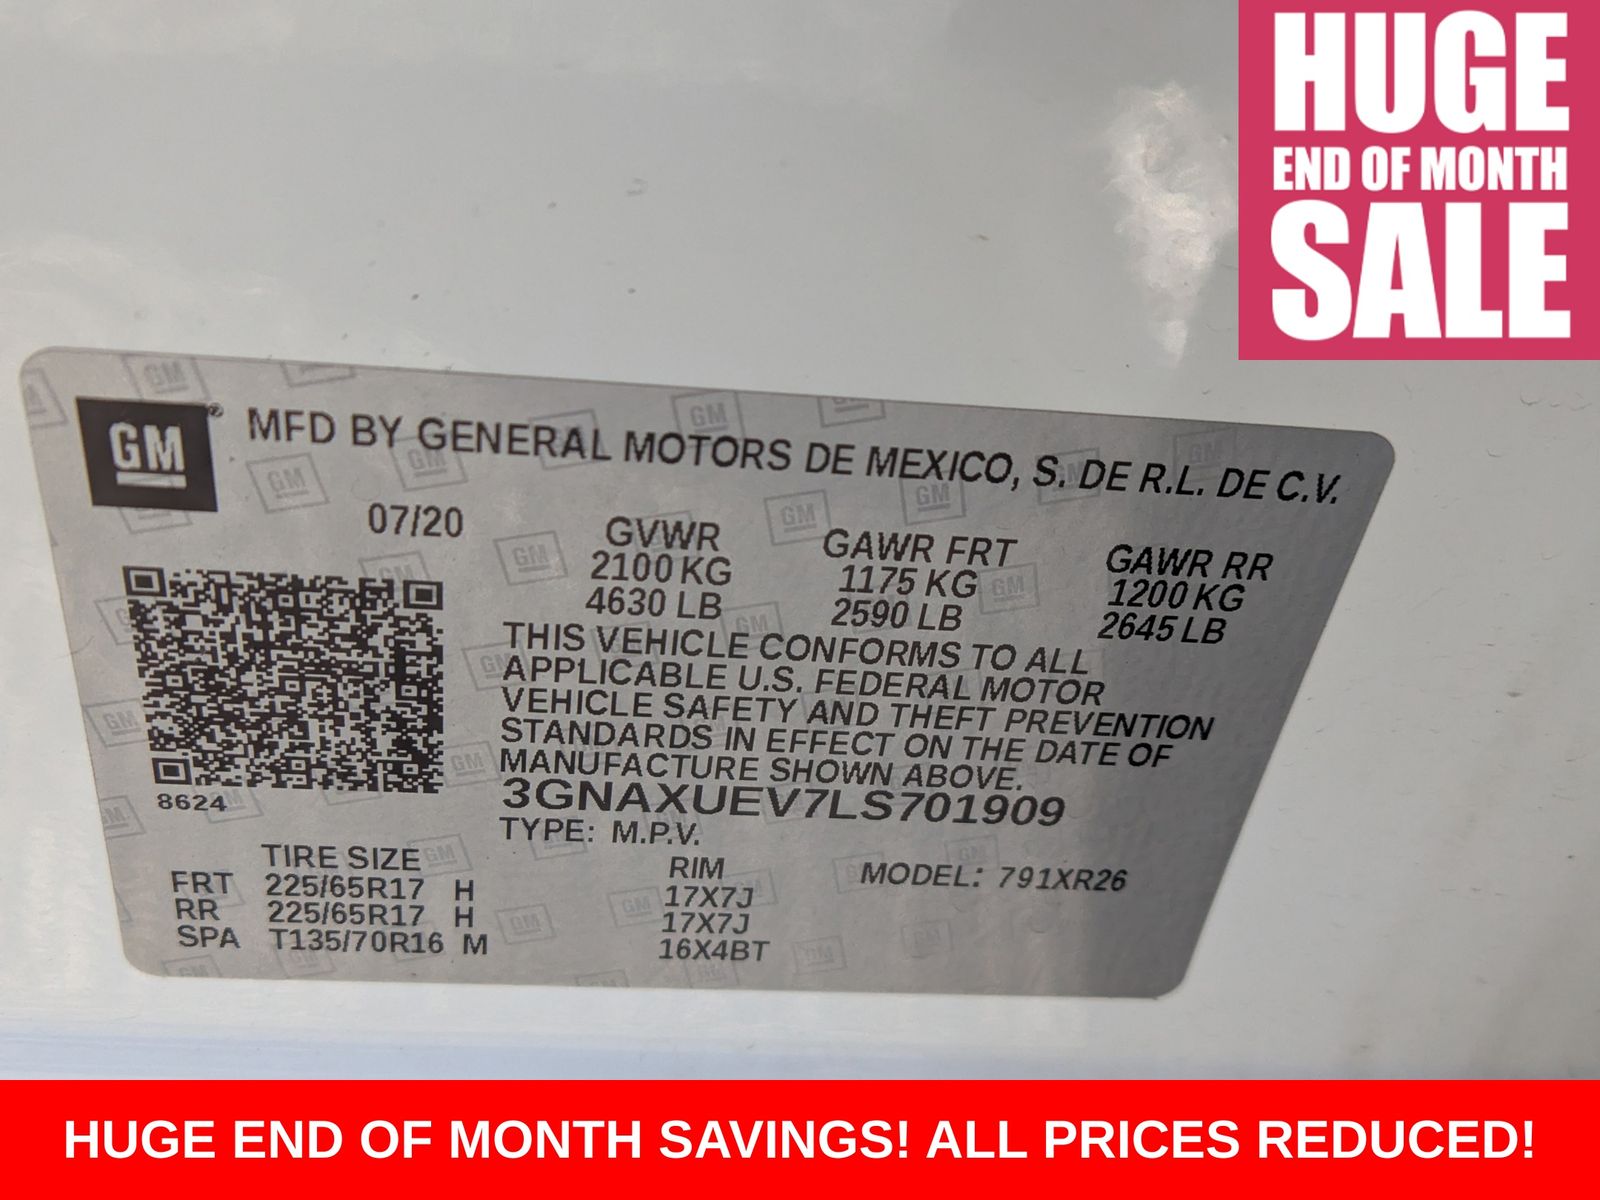 HUGE
END OF MONTH
SALE
GM® MFD BY GENERAL MOTORS DE MEXICO, S. DE R.L. DE C.V.
07/20
GVWR
2100 KG
4630 LB
GAWR FRT
1175 KG
2590 LB
GAWR RR
1200 KG
2645 LB
THIS VEHICLE CONFORMS TO ALL
APPLICABLE U.S. FEDERAL MOTOR
VEHICLE SAFETY AND THEFT PREVENTION
STANDARDS IN EFFECT ON THE DATE OF
MANUFACTURE SHOWN ABOVE.
3GNAXUEV7LS701909
8624
TYPE: M.P.V.
MODEL: 791XR26
TIRE SIZE RIM
FRT 225/65R17 H 17X7J
RR 225/65R17 H 17X7J
SPA T135/70R16 M 16X4BT
HUGE END OF MONTH SAVINGS! ALL PRICES REDUCED!